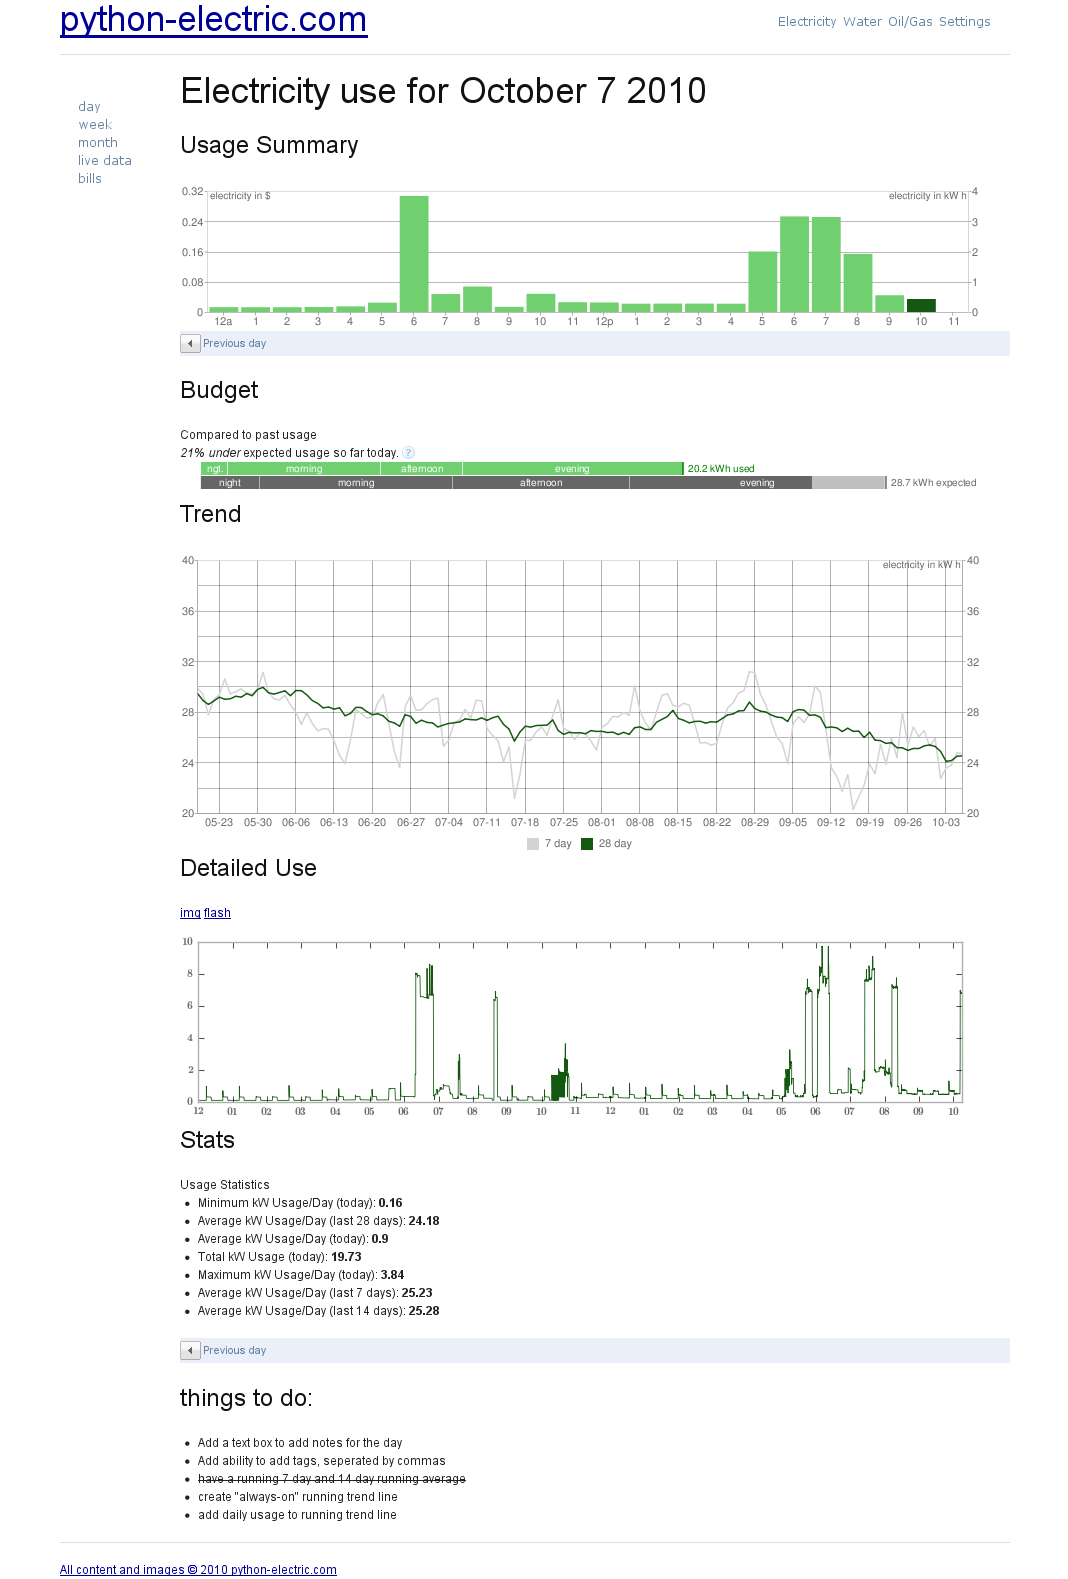 python-electric.com
Electricity Water Oil/Gas Settings
day
week
month
live data
bills
Electricity use for October 7 2010
Usage Summary
electricity in $ electricity in kW h
0.32 4
0.24 3
0.16 2
0.08 1
0 0
12a 1 2 3 4 5 6 7 8 9 10 11 12p 1 2 3 4 5 6 7 8 9 10 11
Previous day
Budget
Compared to past usage
21% under expected usage so far today. ?
ngt. morning afternoon evening 20.2 kWh used
night morning afternoon evening 28.7 kWh expected
Trend
electricity in kW h
40 40
36 36
32 32
28 28
24 24
20 20
05-23 05-30 06-06 06-13 06-20 06-27 07-04 07-11 07-18 07-25 08-01 08-08 08-15 08-22 08-29 09-05 09-12 09-19 09-26 10-03
7 day 28 day
Detailed Use
img flash
10
8
6
4
2
0
12 01 02 03 04 05 06 07 08 09 10 11 12 01 02 03 04 05 06 07 08 09 10
Stats
Usage Statistics
Minimum kW Usage/Day (today): 0.16
Average kW Usage/Day (last 28 days): 24.18
Average kW Usage/Day (today): 0.9
Total kW Usage (today): 19.73
Maximum kW Usage/Day (today): 3.84
Average kW Usage/Day (last 7 days): 25.23
Average kW Usage/Day (last 14 days): 25.28
Previous day
things to do:
Add a text box to add notes for the day
Add ability to add tags, seperated by commas
have a running 7 day and 14 day running average
create "always-on" running trend line
add daily usage to running trend line
All content and images © 2010 python-electric.com